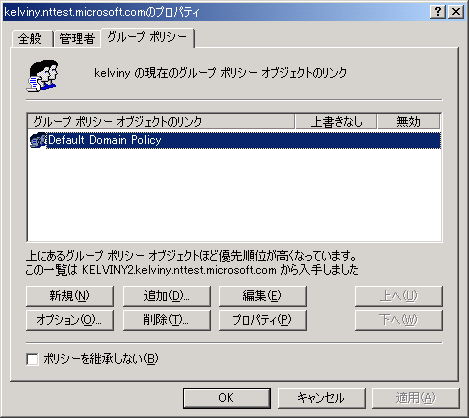 kelviny.nttest.microsoft.comのプロパティ
全般 管理者 グループ ポリシー
kelviny の現在のグループ ポリシー オブジェクトのリンク
グループ ポリシー オブジェクトのリンク 上書きなし 無効
Default Domain Policy
上にあるグループ ポリシー オブジェクトほど優先順位が高くなっています。
この一覧は KELVINY2.kelviny.nttest.microsoft.com から入手しました
新規(N) 追加(D)... 編集(E) 上へ(U)
オプション(O)... 削除(T)... プロパティ(P) 下へ(W)
ポリシーを継承しない(B)
OK キャンセル 適用(A)